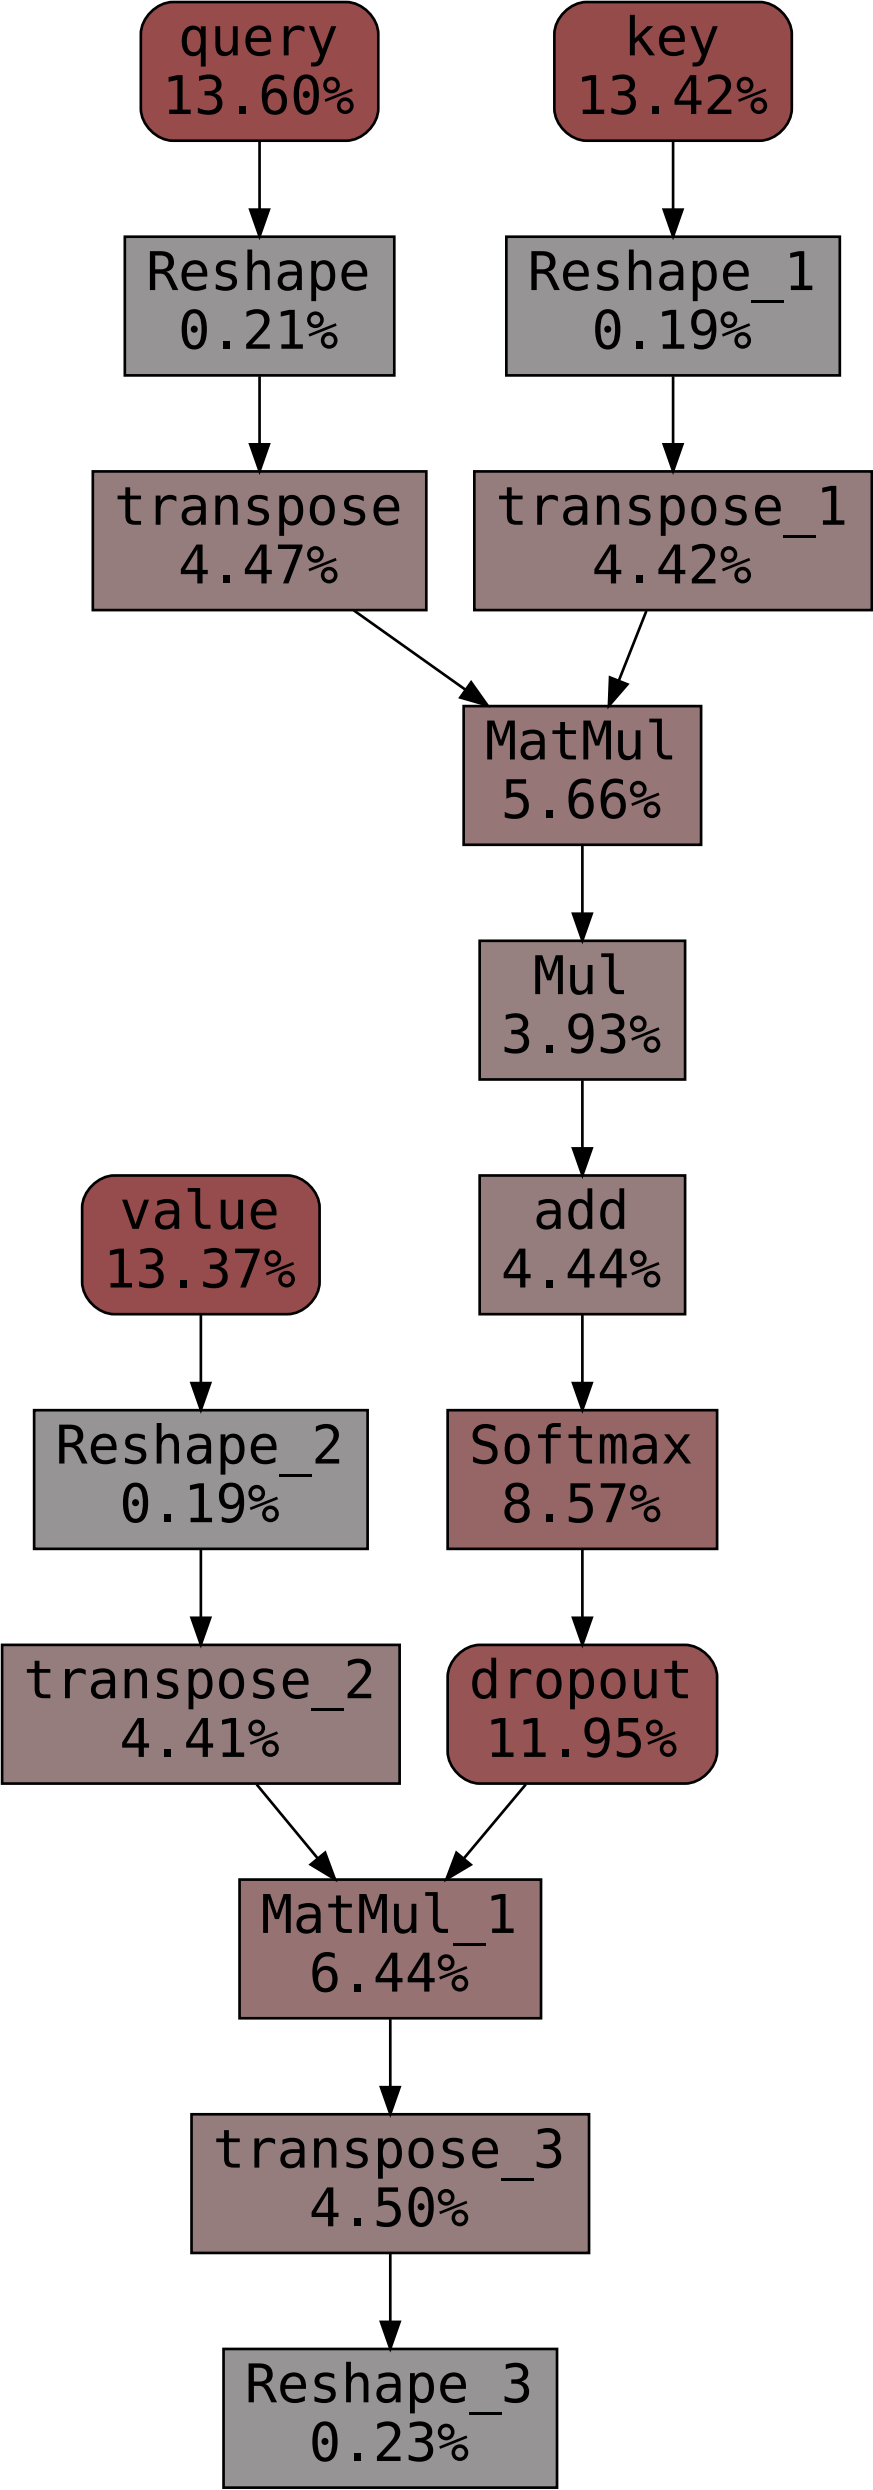 query
13.60%
key
13.42%
Reshape
0.21%
Reshape_1
0.19%
transpose
4.47%
transpose_1
4.42%
MatMul
5.66%
Mul
3.93%
add
4.44%
value
13.37%
Softmax
8.57%
Reshape_2
0.19%
dropout
11.95%
transpose_2
4.41%
MatMul_1
6.44%
transpose_3
4.50%
Reshape_3
0.23%